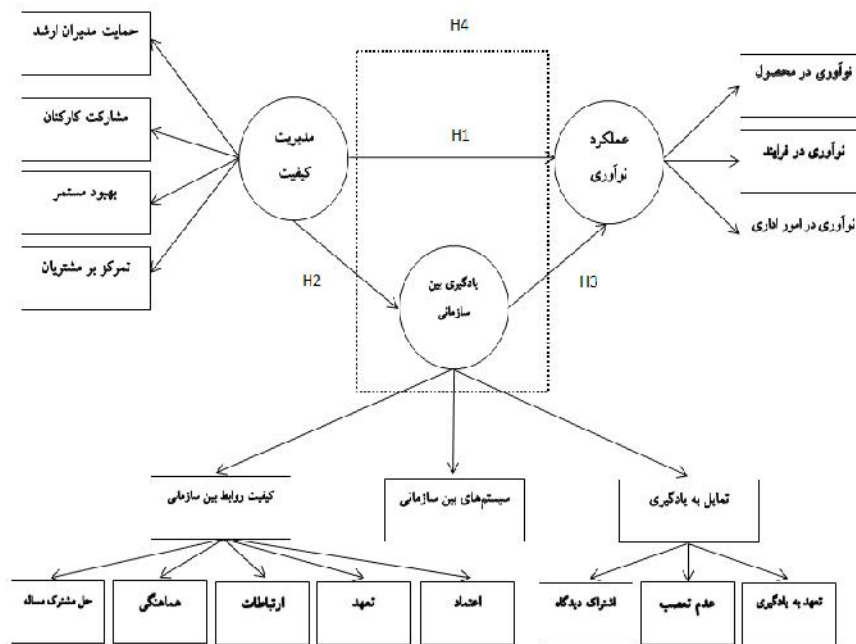 H4
حمایت مدیران ارشد
نوآوری در محصول
مشارکت کارکنان
مدیریت
کیفیت
H1
عملکرد
نوآوری
نوآوری در فرایند
بهبود مستمر
نوآوری در امور اداری
تمرکز بر مشتریان
H2
یادگیری بین
سازمانی
H3
کیفیت روابط بین سازمانی
سیستم‌های بین سازمانی
تمایل به یادگیری
حل مشترک مساله
هماهنگی
ارتباطات
تعهد
اعتماد
اشتراک دیدگاه
عدم تعصب
تعهد به یادگیری